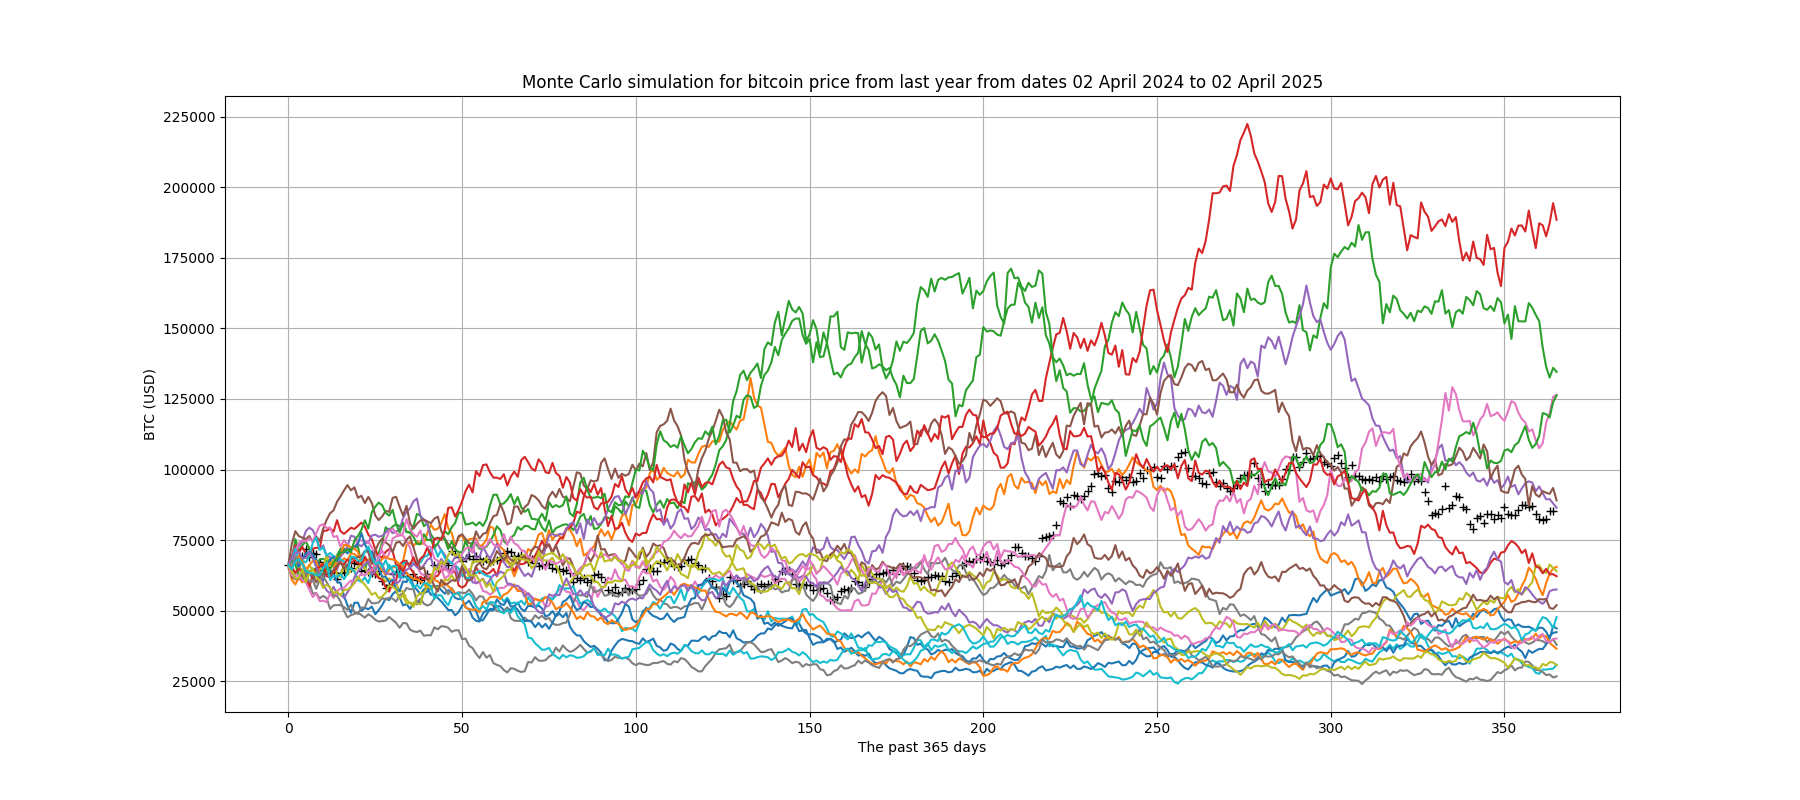 Monte Carlo simulation for bitcoin price from last year from dates 02 April 2024 to 02 April 2025
225000
200000
175000
150000
125000
100000
75000
50000
25000
BTC (USD)
0 50 100 150 200 250 300 350
The past 365 days